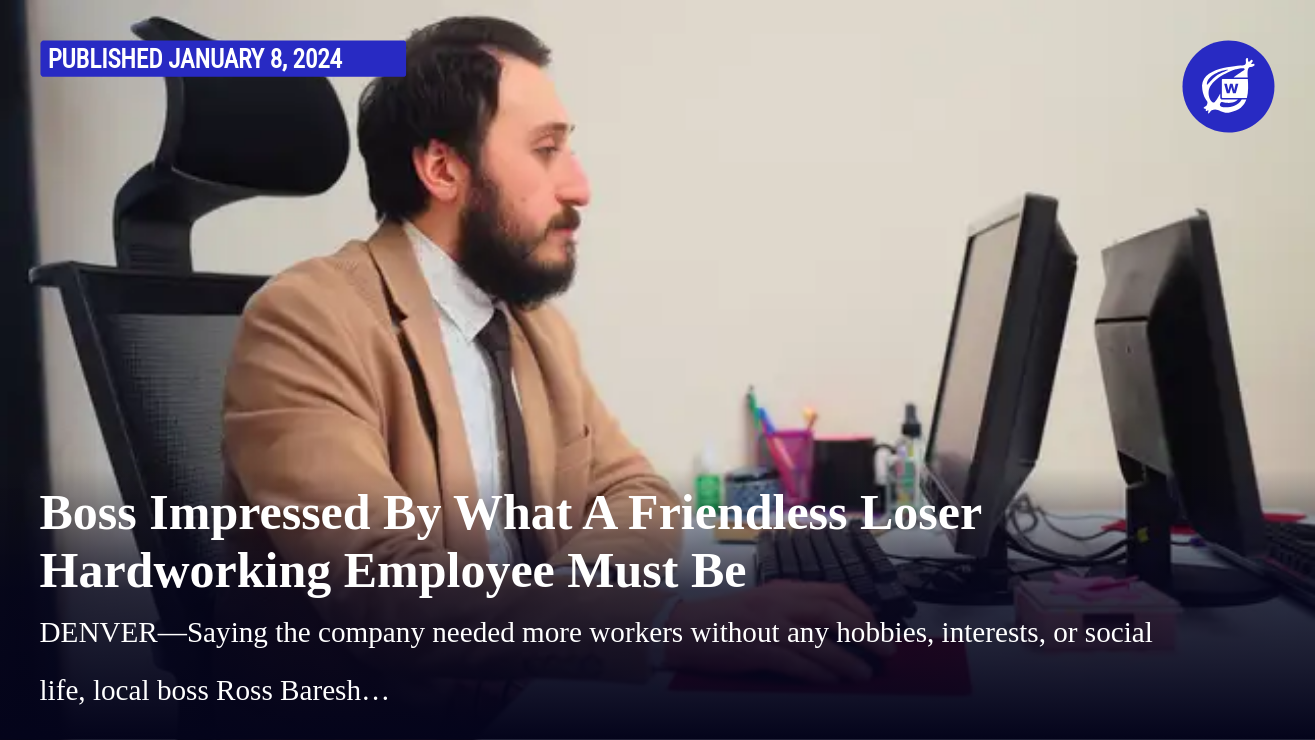 PUBLISHED JANUARY 8, 2024
W
Boss Impressed By What A Friendless Loser
Hardworking Employee Must Be
DENVER—Saying the company needed more workers without any hobbies, interests, or social
life, local boss Ross Baresh…